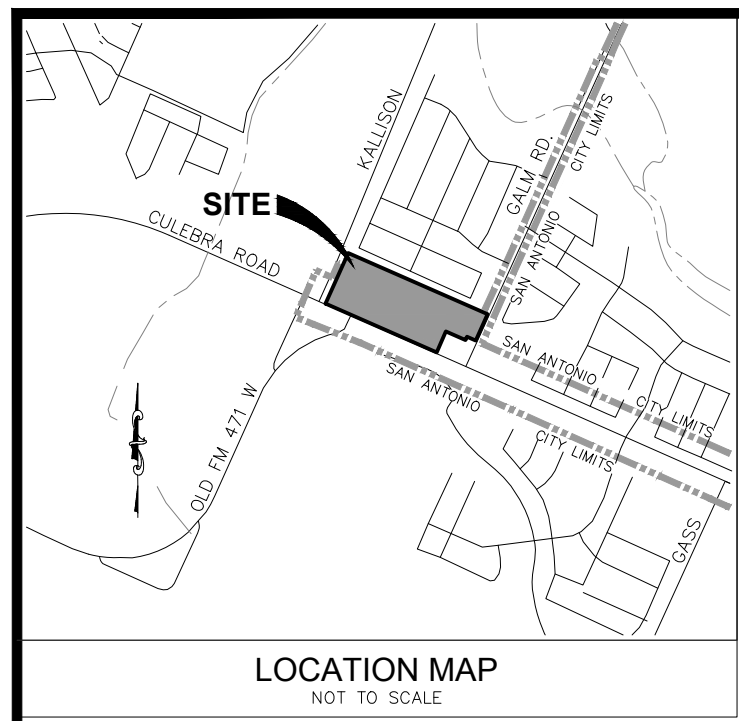 KALLISON
GALM RD.
CITY LIMITS
SAN ANTONIO
SITE
CULEBRA ROAD
SAN ANTONIO
CITY LIMITS
SAN ANTONIO
CITY LIMITS
OLD FM 471 W
GASS
LOCATION MAP
NOT TO SCALE